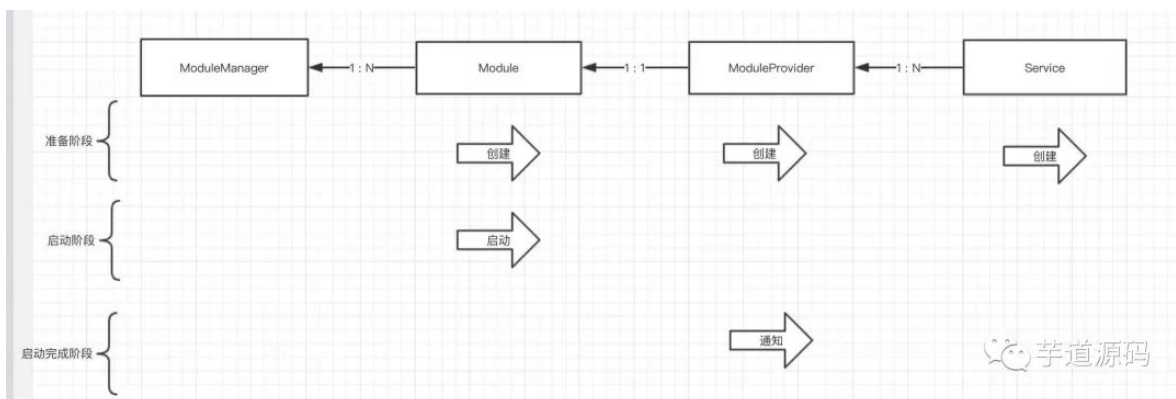 ModuleManager
1 : N
Module
1 : 1
ModuleProvider
1 : N
Service
准备阶段
创建
创建
创建
启动阶段
启动
启动完成阶段
通知
芋道源码